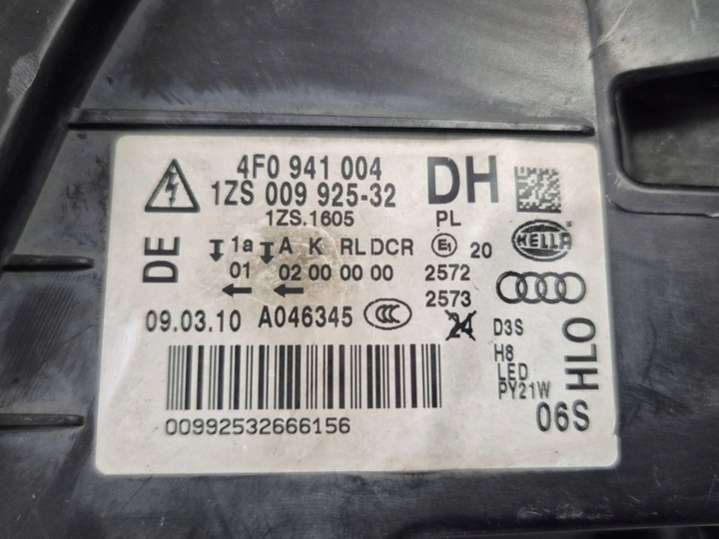 4F0 941 004
1ZS 009 925-32
DH
1ZS.1605
PL
DE
1a A K RL DCR
E1 20
HELLA
01 02 00 00 00
2572
2573
09.03.10 A046345
CCC
24
D3S
H8
LED
PY21W
HLO
06S
00992532666156